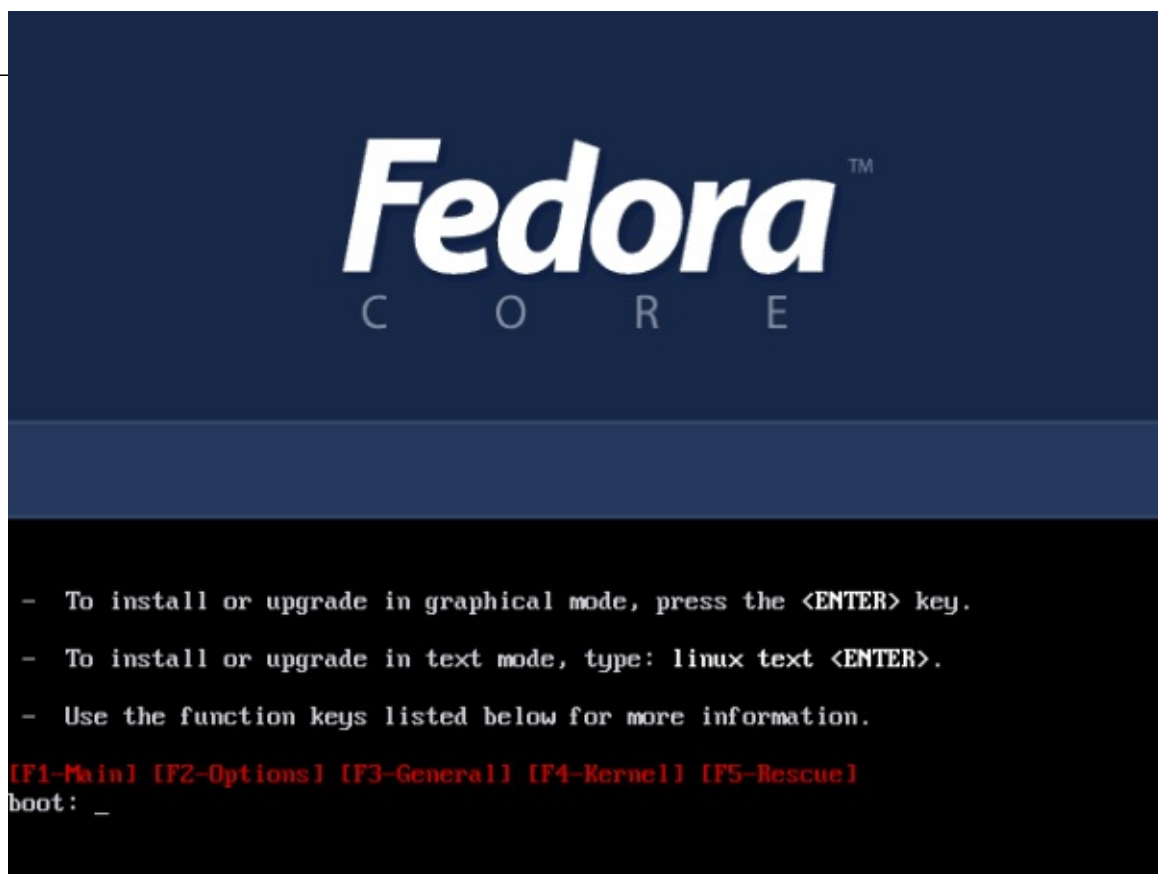 Fedora™
CORE
- To install or upgrade in graphical mode, press the <ENTER> key.
- To install or upgrade in text mode, type: linux text <ENTER>.
- Use the function keys listed below for more information.
[F1-Main] [F2-Options] [F3-General] [F4-Kernel] [F5-Rescue]
boot: _